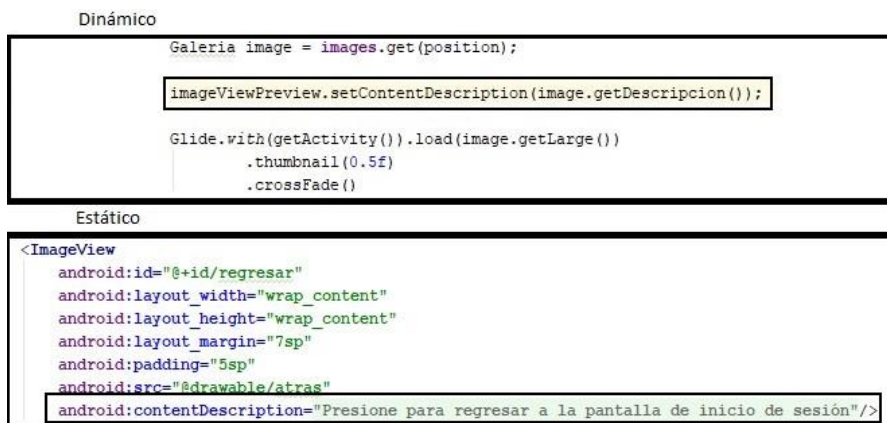 Dinámico
Galeria image = images.get(position);
imageViewPreview.setContentDescription(image.getDescripcion());
Glide.with(getActivity()).load(image.getLarge())
.thumbnail(0.5f)
.crossFade()
Estático
<ImageView
android:id="@+id/regresar"
android:layout_width="wrap_content"
android:layout_height="wrap_content"
android:layout_margin="7sp"
android:padding="5sp"
android:src="@drawable/atras"
android:contentDescription="Presione para regresar a la pantalla de inicio de sesión"/>